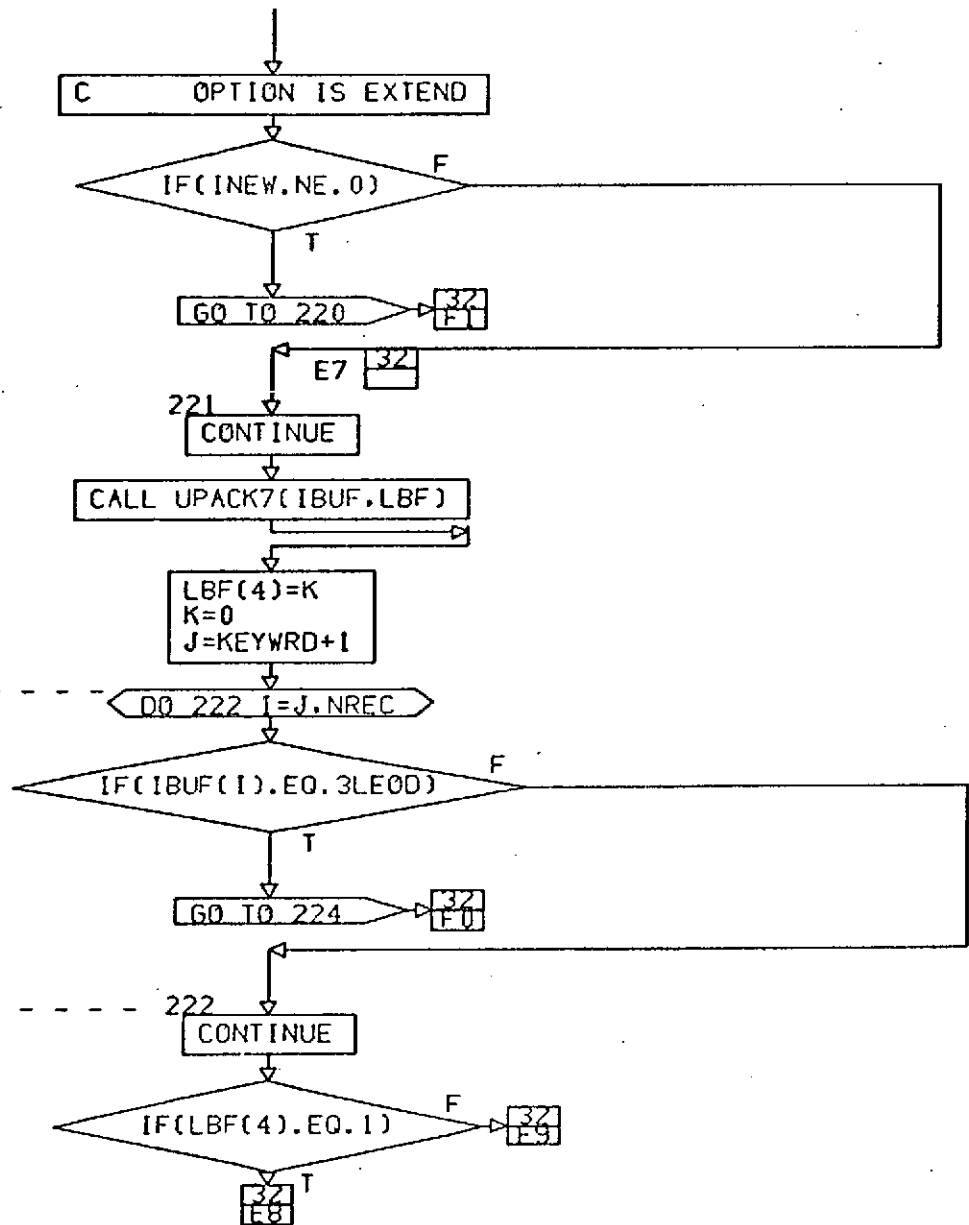 C OPTION IS EXTEND
IF(INEW.NE.0)
F
T
GO TO 220
32
F1
E7
32
221
CONTINUE
CALL UPACK7(IBUF,LBF)
LBF(4)=K
K=0
J=KEYWRD+1
DO 222 I=J,NREC
IF(IBUF(I).EQ.3LEOD)
F
T
GO TO 224
32
F0
222
CONTINUE
IF(LBF(4).EQ.1)
F
32
E9
T
32
E8